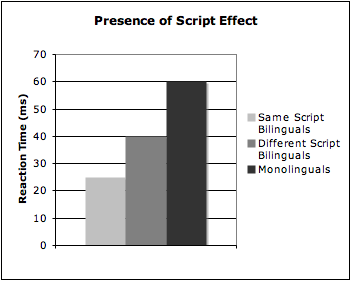 Presence of Script Effect
Reaction Time (ms)
70
60
50
40
30
20
10
0
Same Script
Bilinguals
Different Script
Bilinguals
Monolinguals